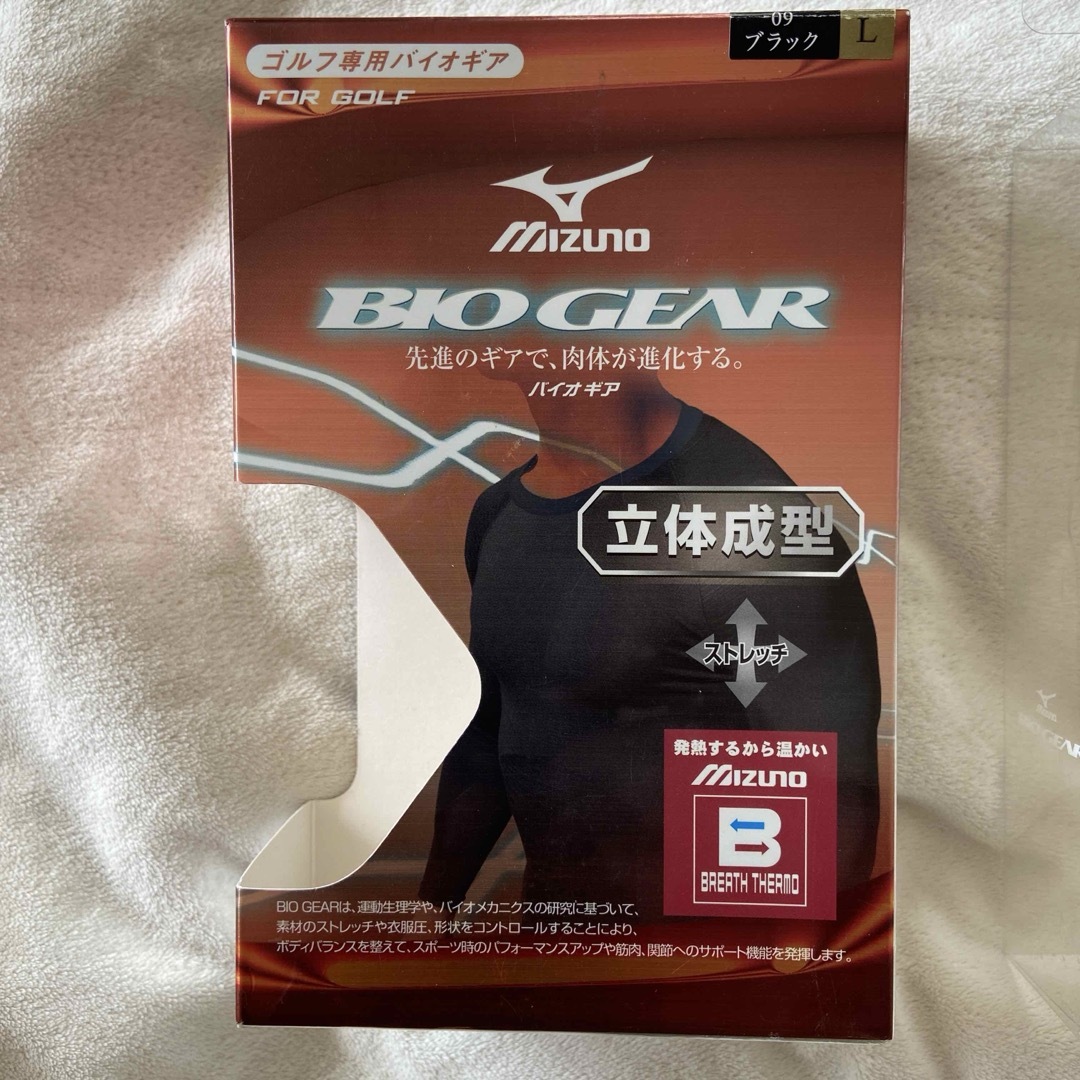 -09
ブラック
L
ゴルフ専用バイオギア
FOR GOLF
MIZUNO
BIO GEAR
先進のギアで、肉体が進化する。
バイオギア
立体成型
ストレッチ
発熱するから温かい
MIZUNO
B
BREATH THERMO
BIO GEARは、運動生理学や、バイオメカニクスの研究に基づいて、
素材のストレッチや衣服圧、形状をコントロールすることにより、
ボディバランスを整えて、スポーツ時のパフォーマンスアップや筋肉、関節へのサポート機能を発揮します。
GEAR